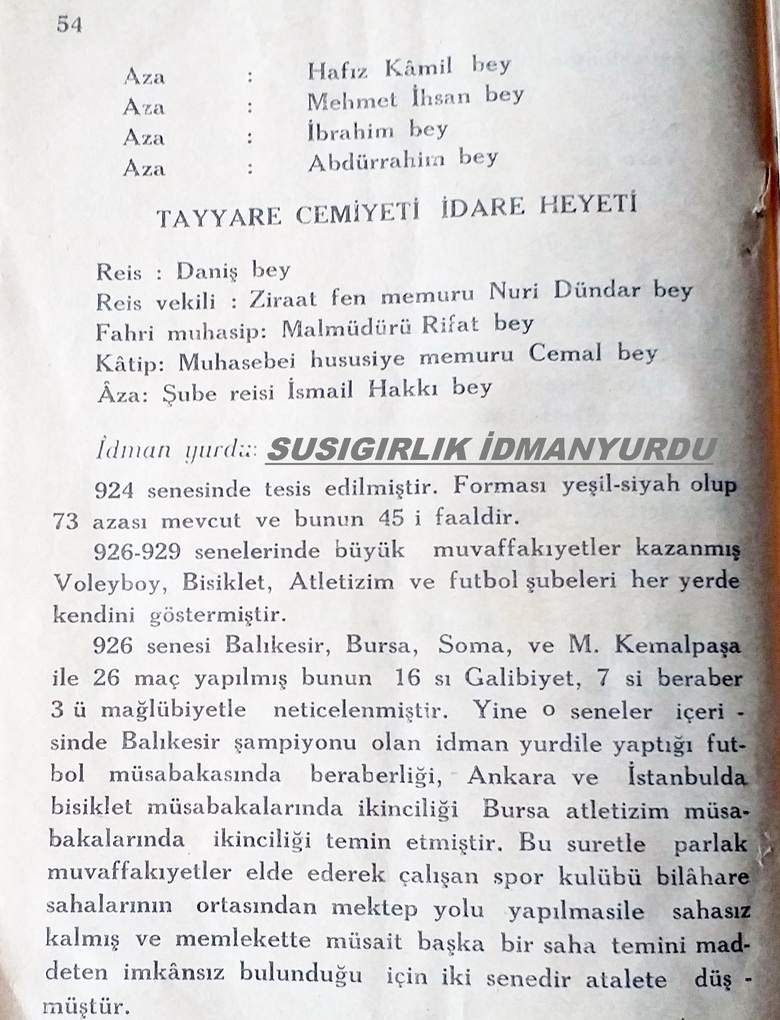 54
Aza : Hafız Kâmil bey
Aza : Mehmet İhsan bey
Aza : İbrahim bey
Aza : Abdürrahim bey
TAYYARE CEMİYETİ İDARE HEYETİ
Reis : Daniş bey
Reis vekili : Ziraat fen memuru Nuri Dündar bey
Fahri muhasip: Malmüdürü Rifat bey
Kâtip: Muhasebei hususiye memuru Cemal bey
Âza: Şube reisi İsmail Hakkı bey
İdman yurdu: SUSIGIRLIK İDMANYURDU
924 senesinde tesis edilmiştir. Forması yeşil-siyah olup
73 azası mevcut ve bunun 45 i faaldir.
926-929 senelerinde büyük muvaffakıyetler kazanmış
Voleyboy, Bisiklet, Atletizim ve futbol şubeleri her yerde
kendini göstermiştir.
926 senesi Balıkesir, Bursa, Soma, ve M. Kemalpaşa
ile 26 maç yapılmış bunun 16 sı Galibiyet, 7 si beraber
3 ü mağlübiyetle neticelenmiştir. Yine o seneler içeri -
sinde Balıkesir şampiyonu olan idman yurdile yaptığı fut-
bol müsabakasında beraberliği, Ankara ve İstanbulda
bisiklet müsabakalarında ikinciliği Bursa atletizim müsa-
bakalarında ikinciliği temin etmiştir. Bu suretle parlak
muvaffakıyetler elde ederek çalışan spor kulübü bilâhare
sahalarının ortasından mektep yolu yapılmasile sahasız
kalmış ve memlekette müsait başka bir saha temini mad-
deten imkânsız bulunduğu için iki senedir atalete düş -
müştür.